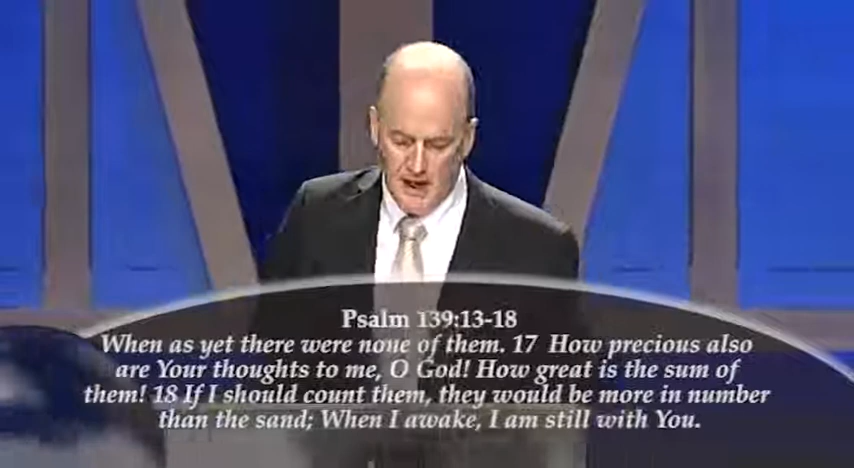 Psalm 139:13-18
When as yet there were none of them. 17 How precious also
are Your thoughts to me, O God! How great is the sum of
them! 18 If I should count them, they would be more in number
than the sand; When I awake, I am still with You.